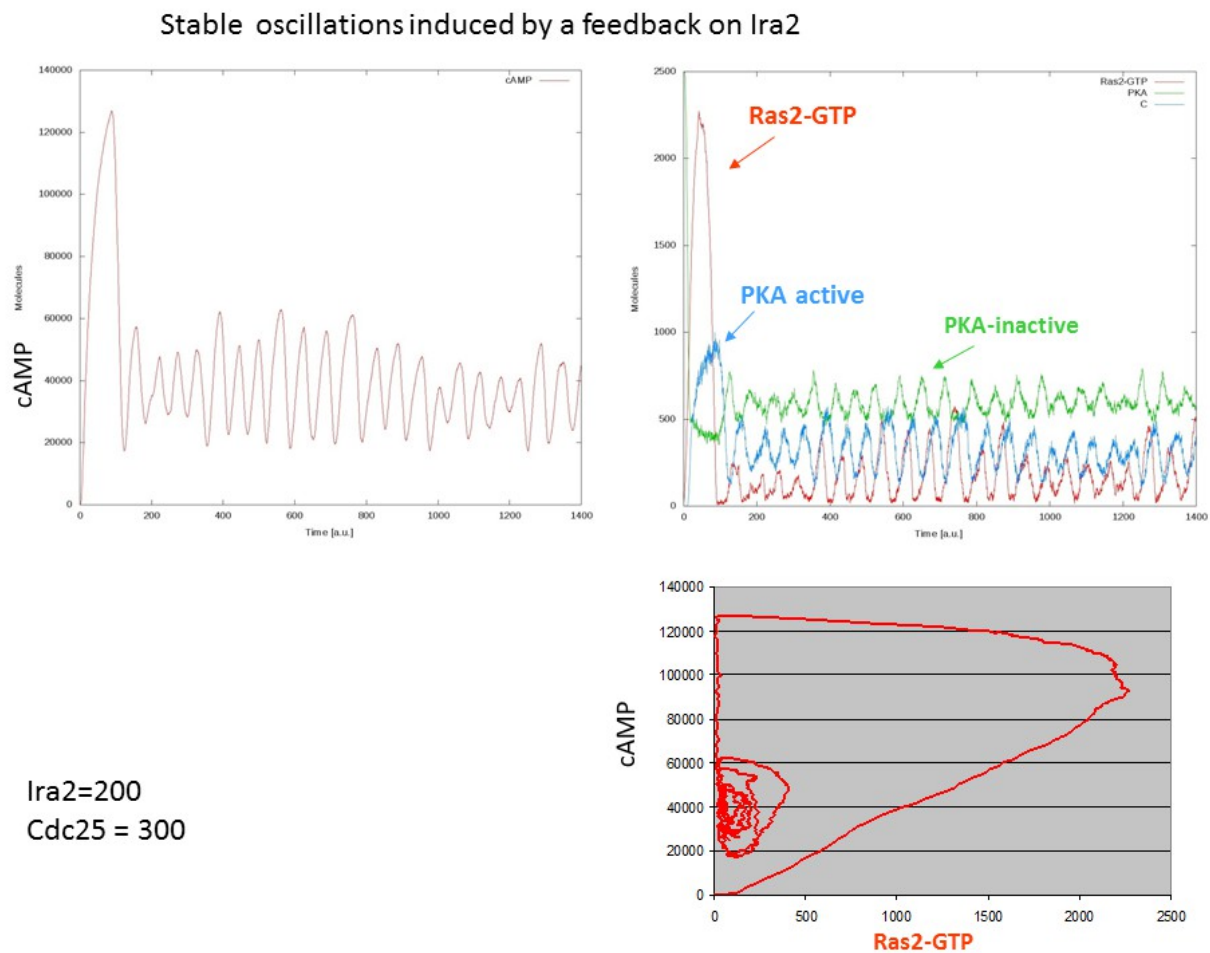 Stable oscillations induced by a feedback on Ira2
140000
120000
100000
80000
60000
40000
20000
0
0 200 400 600 800 1000 1200 1400
Time [a.u.]
Molecules
cAMP
cAMP
2500
2000
1500
1000
500
0
0 200 400 600 800 1000 1200 1400
Time [a.u.]
Molecules
Ras2-GTP
PKA
C
Ras2-GTP
PKA active
PKA-inactive
140000
120000
100000
80000
60000
40000
20000
0
0 500 1000 1500 2000 2500
cAMP
Ras2-GTP
Ira2=200
Cdc25 = 300